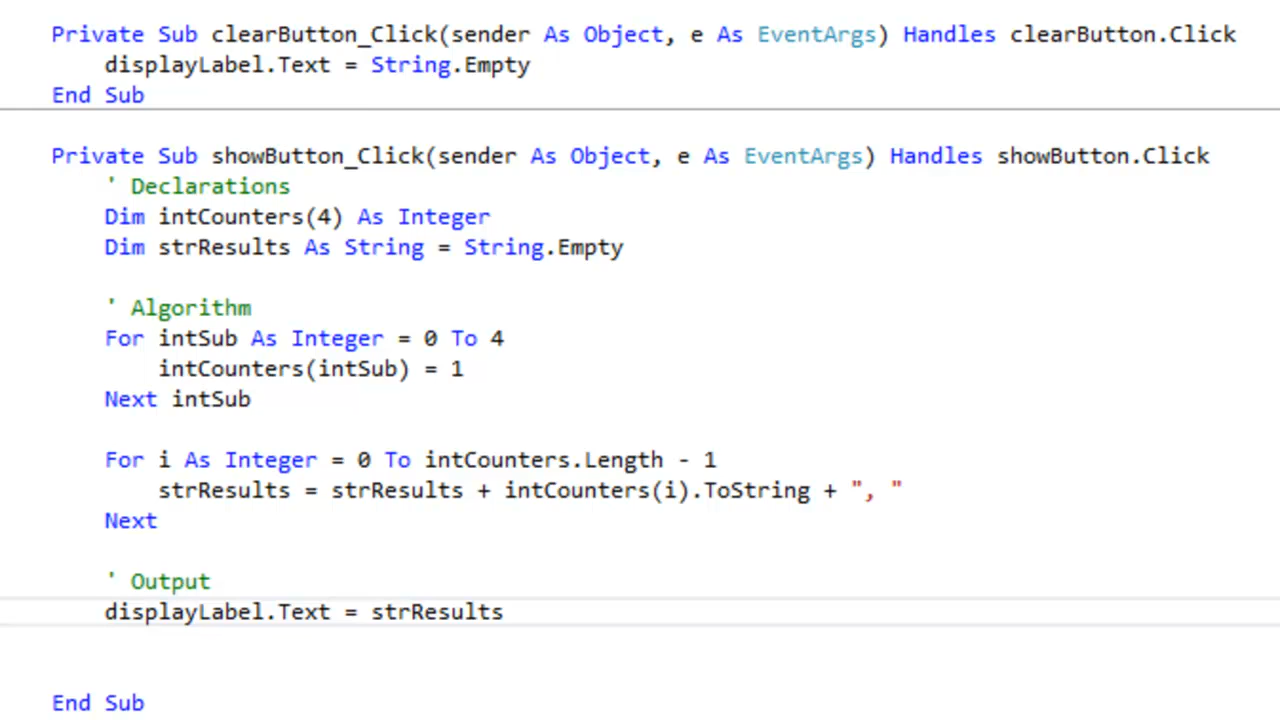 Private Sub clearButton_Click(sender As Object, e As EventArgs) Handles clearButton.Click
    displayLabel.Text = String.Empty
End Sub
Private Sub showButton_Click(sender As Object, e As EventArgs) Handles showButton.Click
    ' Declarations
    Dim intCounters(4) As Integer
    Dim strResults As String = String.Empty
    ' Algorithm
    For intSub As Integer = 0 To 4
        intCounters(intSub) = 1
    Next intSub
    For i As Integer = 0 To intCounters.Length - 1
        strResults = strResults + intCounters(i).ToString + ", "
    Next
    ' Output
    displayLabel.Text = strResults
End Sub